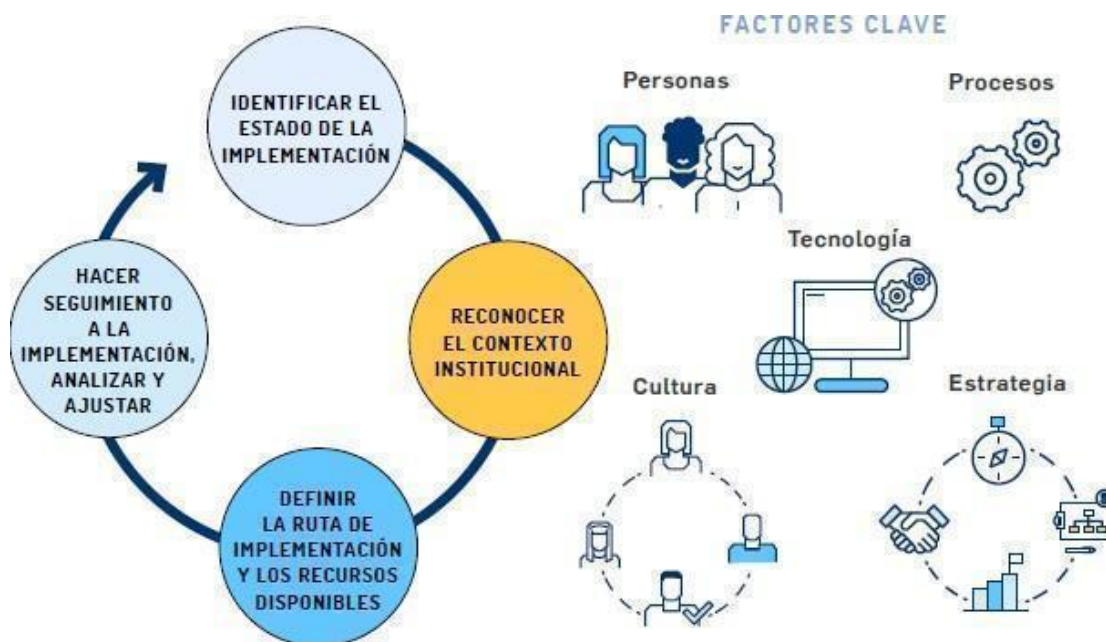 FACTORES CLAVE
Personas
Procesos
Tecnología
Cultura
Estrategia
IDENTIFICAR EL
ESTADO DE LA
IMPLEMENTACIÓN
RECONOCER
EL CONTEXTO
INSTITUCIONAL
DEFINIR
LA RUTA DE
IMPLEMENTACIÓN
Y LOS RECURSOS
DISPONIBLES
HACER
SEGUIMIENTO
A LA
IMPLEMENTACIÓN,
ANALIZAR Y
AJUSTAR